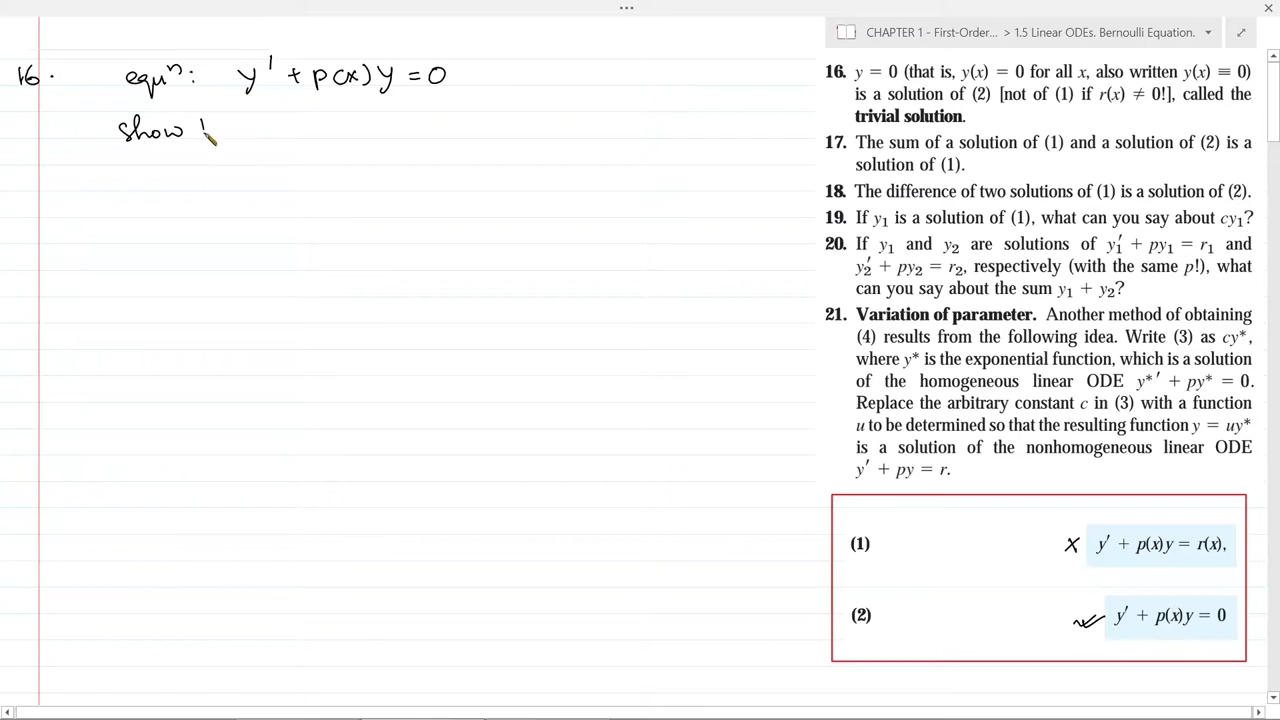 CHAPTER 1 - First-Order... > 1.5 Linear ODEs. Bernoulli Equation.
16. equⁿ: y' + p(x)y = 0
show
16. y = 0 (that is, y(x) = 0 for all x, also written y(x) ≡ 0)
is a solution of (2) [not of (1) if r(x) ≠ 0!], called the
trivial solution.
17. The sum of a solution of (1) and a solution of (2) is a
solution of (1).
18. The difference of two solutions of (1) is a solution of (2).
19. If y₁ is a solution of (1), what can you say about cy₁?
20. If y₁ and y₂ are solutions of y₁′ + py₁ = r₁ and
y₂′ + py₂ = r₂, respectively (with the same p!), what
can you say about the sum y₁ + y₂?
21. Variation of parameter. Another method of obtaining
(4) results from the following idea. Write (3) as cy*,
where y* is the exponential function, which is a solution
of the homogeneous linear ODE y*′ + py* = 0.
Replace the arbitrary constant c in (3) with a function
u to be determined so that the resulting function y = uy*
is a solution of the nonhomogeneous linear ODE
y′ + py = r.
(1) x y′ + p(x)y = r(x),
(2) y′ + p(x)y = 0